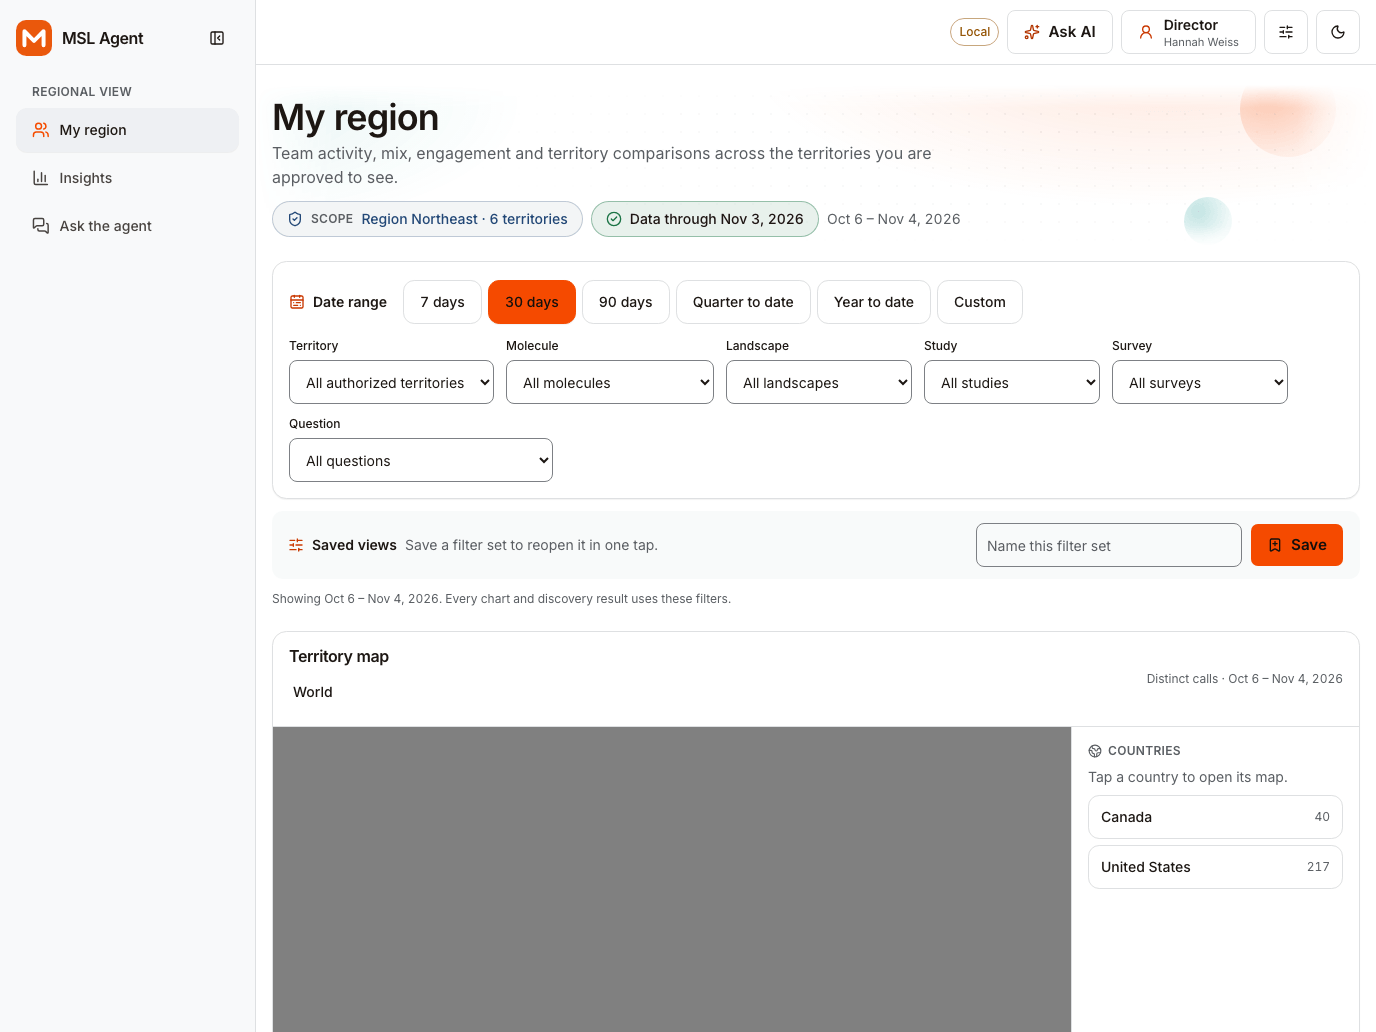 MSL Agent
REGIONAL VIEW
My region
Insights
Ask the agent
Local
Ask AI
Director
Hannah Weiss
My region
Team activity, mix, engagement and territory comparisons across the territories you are
approved to see.
SCOPE Region Northeast · 6 territories
Data through Nov 3, 2026
Oct 6 – Nov 4, 2026
Date range
7 days
30 days
90 days
Quarter to date
Year to date
Custom
Territory
Molecule
Landscape
Study
Survey
All authorized territories
All molecules
All landscapes
All studies
All surveys
Question
All questions
Saved views
Save a filter set to reopen it in one tap.
Name this filter set
Save
Showing Oct 6 – Nov 4, 2026. Every chart and discovery result uses these filters.
Territory map
World
Distinct calls · Oct 6 – Nov 4, 2026
COUNTRIES
Tap a country to open its map.
Canada 40
United States 217